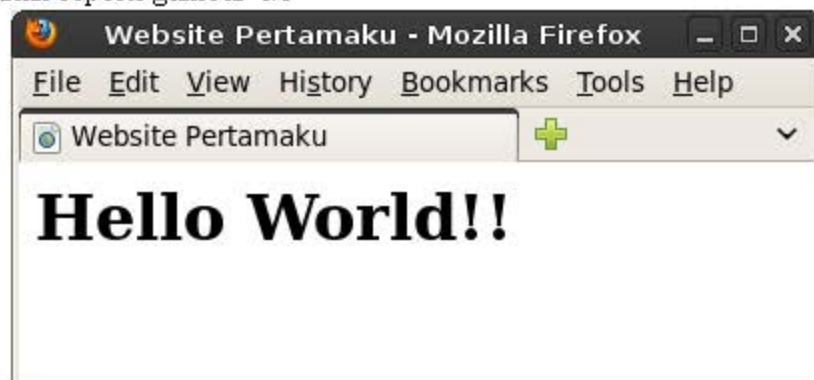 Website Pertamaku - Mozilla Firefox
File Edit View History Bookmarks Tools Help
Website Pertamaku
Hello World!!